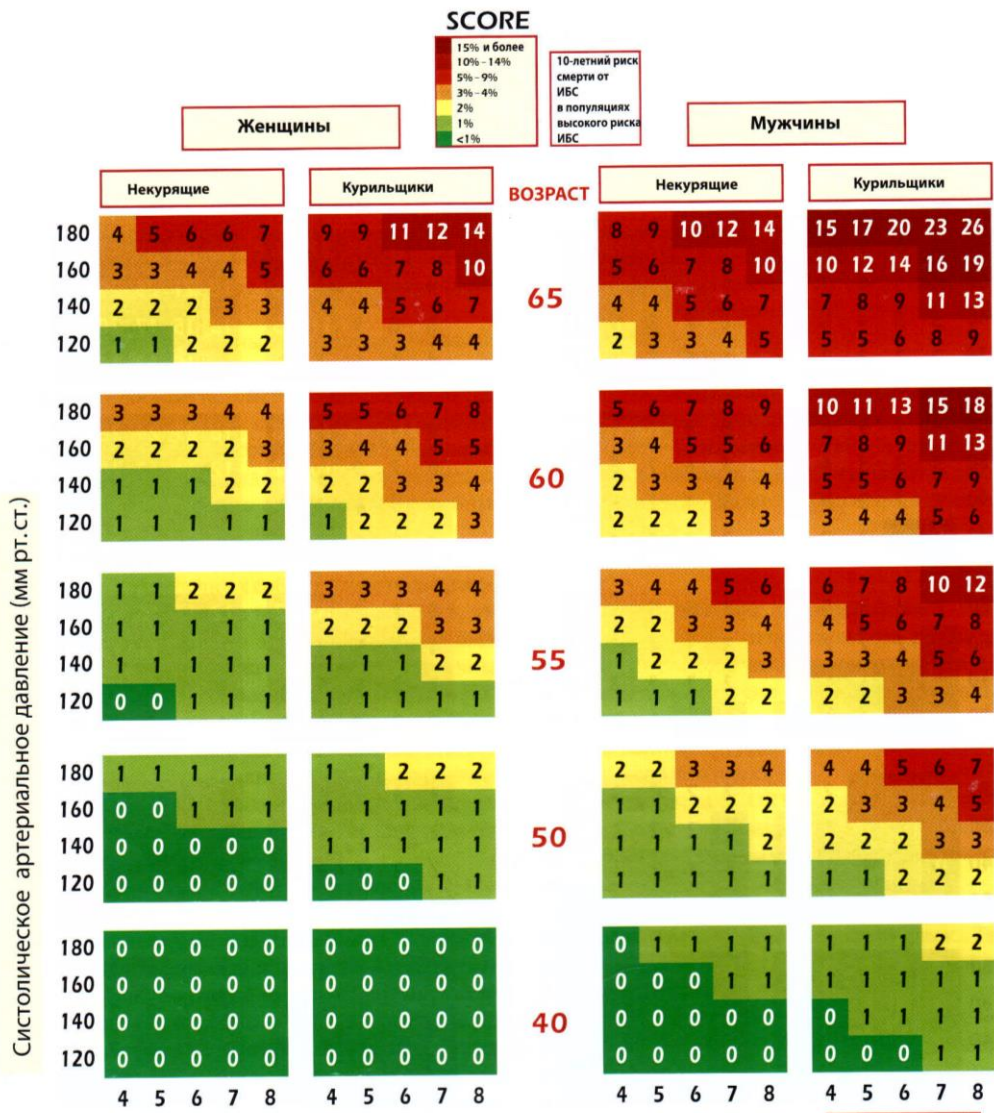 SCORE
15% и более
10% - 14%
5% - 9%
3% - 4%
2%
1%
<1%
10-летний риск
смерти от
ИБС
в популяциях
высокого риска
ИБС
Женщины
Мужчины
Некурящие Курильщики ВОЗРАСТ Некурящие Курильщики
Систолическое артериальное давление (мм рт.ст.)
180 4 5 6 6 7 9 9 11 12 14 8 9 10 12 14 15 17 20 23 26
160 3 3 4 4 5 6 6 7 8 10 5 6 7 8 10 10 12 14 16 19
65
140 2 2 2 3 3 4 4 5 6 7 4 4 5 6 7 7 8 9 11 13
120 1 1 2 2 2 3 3 3 4 4 2 3 3 4 5 5 5 6 8 9
180 3 3 3 4 4 5 5 6 7 8 5 6 7 8 9 10 11 13 15 18
160 2 2 2 2 3 3 4 4 5 5 3 4 5 5 6 7 8 9 11 13
60
140 1 1 1 2 2 2 2 3 3 4 2 3 3 4 4 5 5 6 7 9
120 1 1 1 1 1 1 2 2 2 3 2 2 2 3 3 3 4 4 5 6
180 1 1 2 2 2 3 3 3 4 4 3 4 4 5 6 6 7 8 10 12
160 1 1 1 1 1 2 2 2 3 3 2 2 3 3 4 4 5 6 7 8
55
140 1 1 1 1 1 1 1 1 2 2 1 2 2 2 3 3 3 4 5 6
120 0 0 1 1 1 1 1 1 1 1 1 1 1 2 2 2 2 3 3 4
180 1 1 1 1 1 1 1 2 2 2 2 2 3 3 4 4 4 5 6 7
160 0 0 1 1 1 1 1 1 1 1 1 1 2 2 2 2 3 3 4 5
50
140 0 0 0 0 0 1 1 1 1 1 1 1 1 1 2 2 2 2 3 3
120 0 0 0 0 0 0 0 0 1 1 1 1 1 1 1 1 1 2 2 2
180 0 0 0 0 0 0 0 0 0 0 0 1 1 1 1 1 1 1 2 2
160 0 0 0 0 0 0 0 0 0 0 0 0 0 1 1 1 1 1 1 1
40
140 0 0 0 0 0 0 0 0 0 0 0 0 0 0 0 0 1 1 1 1
120 0 0 0 0 0 0 0 0 0 0 0 0 0 0 0 0 0 0 1 1
4 5 6 7 8 4 5 6 7 8 4 5 6 7 8 4 5 6 7 8